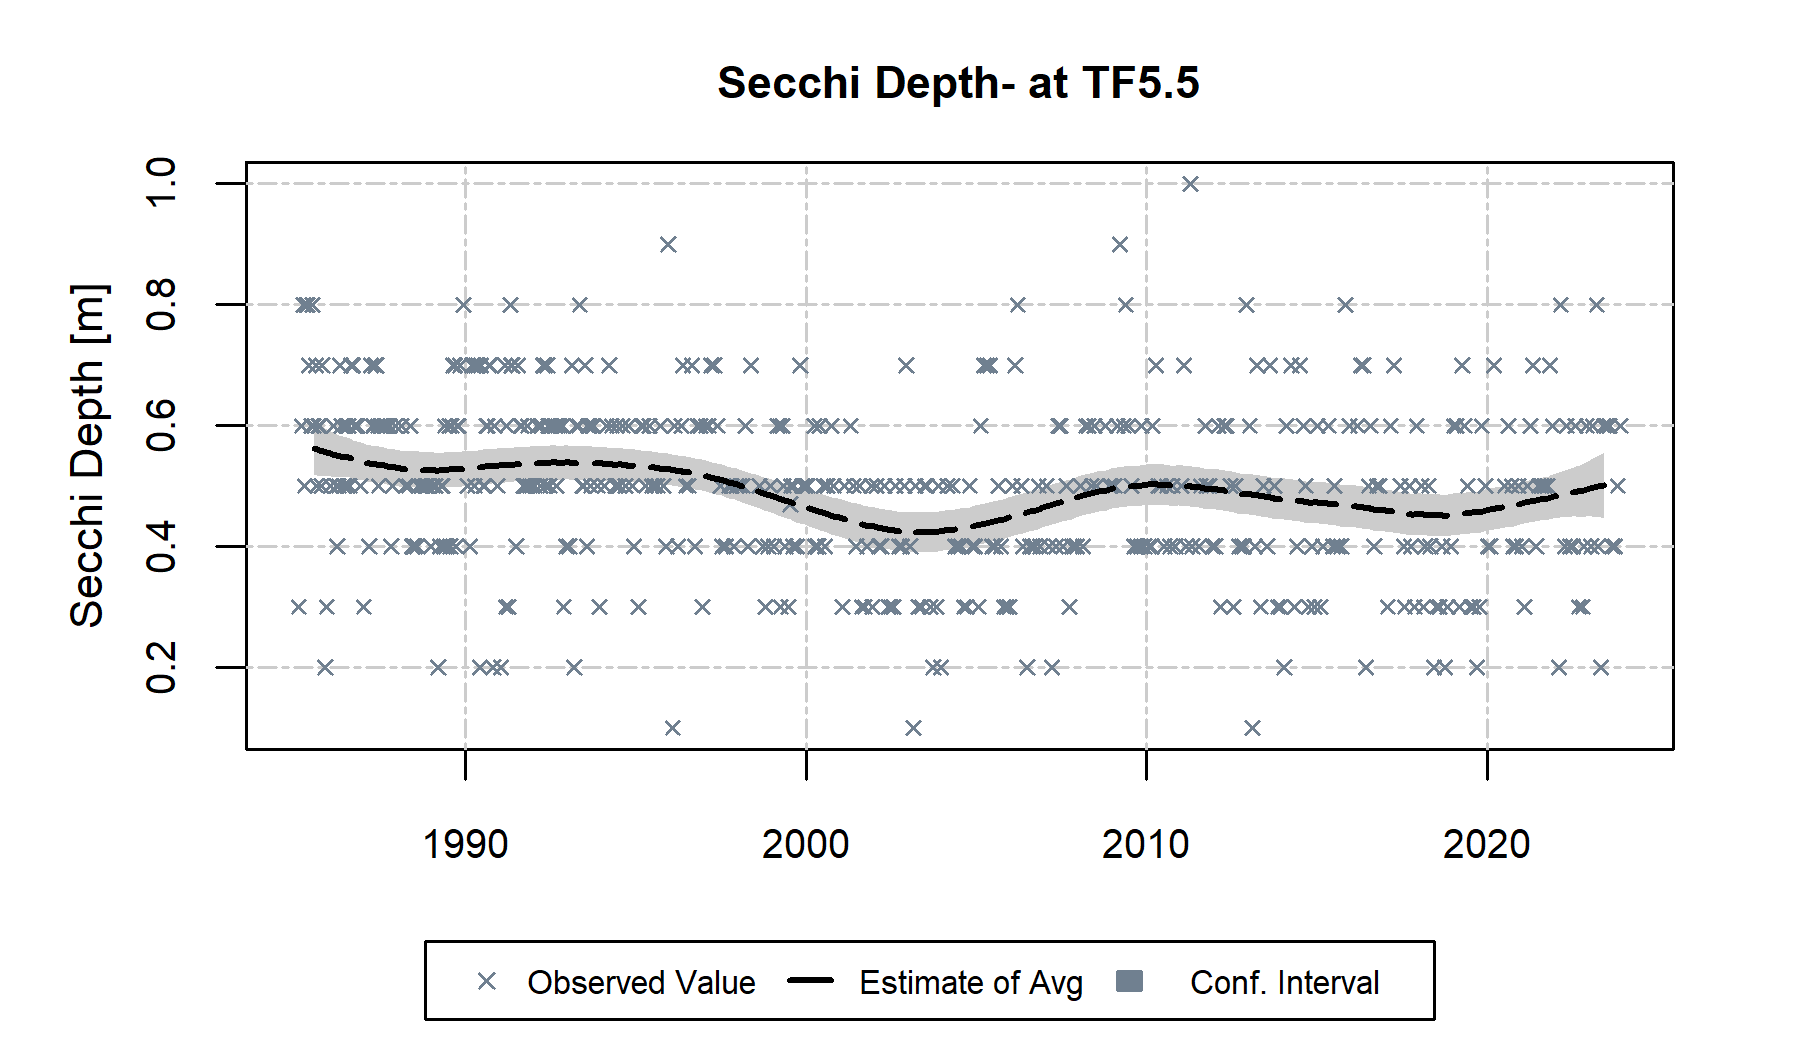 Secchi Depth- at TF5.5
Secchi Depth [m]
1.0
0.8
0.6
0.4
0.2
1990 2000 2010 2020
Observed Value Estimate of Avg Conf. Interval